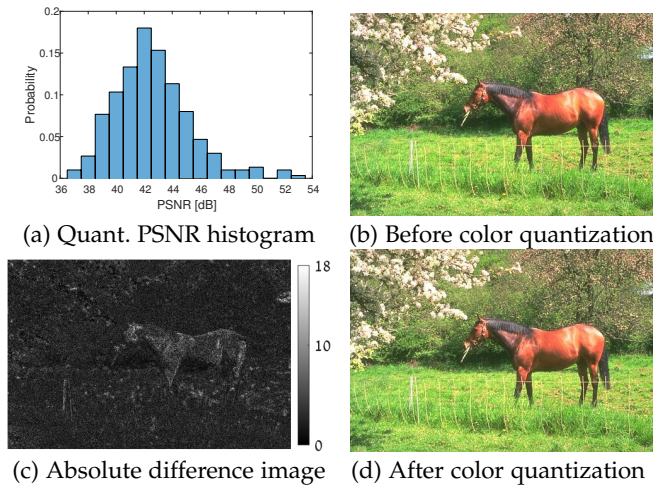 0.2
0.15
0.1
0.05
0
Probability
36 38 40 42 44 46 48 50 52 54
PSNR [dB]
(a) Quant. PSNR histogram
(b) Before color quantization
18
10
0
(c) Absolute difference image
(d) After color quantization